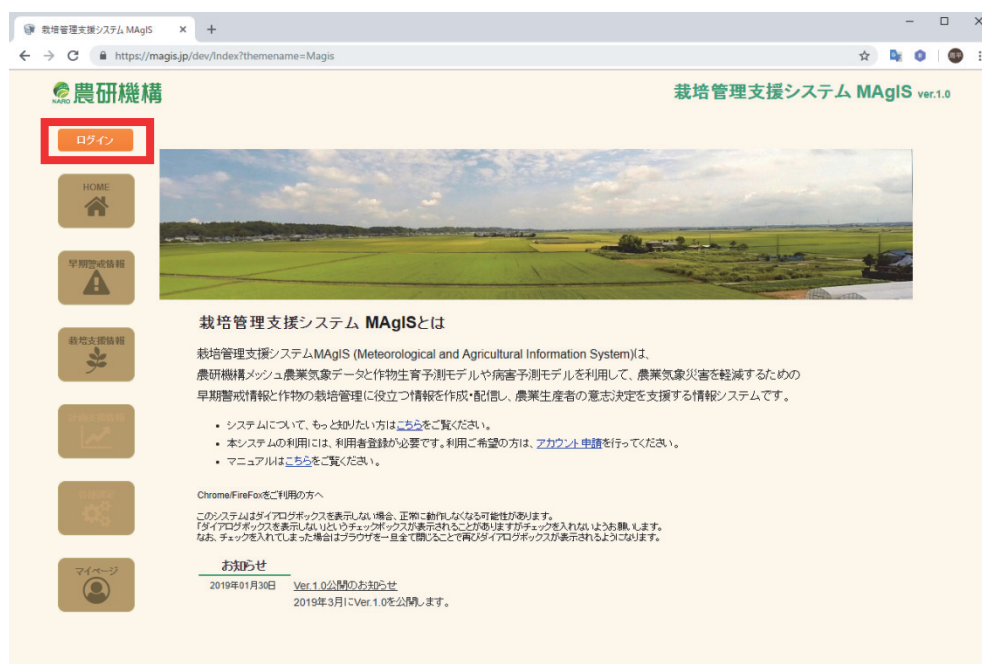 栽培管理支援システム MAgIS
https://magis.jp/dev/Index?themename=Magis
NARO 農研機構
栽培管理支援システム MAgIS ver.1.0
ログイン
HOME
早期警戒情報
栽培支援情報
計画支援情報
各種設定
マイページ
栽培管理支援システム MAgISとは
栽培管理支援システムMAgIS (Meteorological and Agricultural Information System)は、
農研機構メッシュ農業気象データと作物生育予測モデルや病害予測モデルを利用して、農業気象災害を軽減するための
早期警戒情報と作物の栽培管理に役立つ情報を作成・配信し、農業生産者の意志決定を支援する情報システムです。
• システムについて、もっと知りたい方はこちらをご覧ください。
• 本システムの利用には、利用者登録が必要です。利用ご希望の方は、アカウント申請を行ってください。
• マニュアルはこちらをご覧ください。
Chrome/FireFoxをご利用の方へ
このシステムはダイアログボックスを表示しない場合、正常に動作しなくなる可能性があります。
「ダイアログボックスを表示しない」というチェックボックスが表示されることがありますがチェックを入れないようお願いします。
なお、チェックを入れてしまった場合はブラウザを一旦全て閉じることで再びダイアログボックスが表示されるようになります。
お知らせ
2019年01月30日 Ver.1.0公開のお知らせ
2019年3月にVer.1.0を公開します。